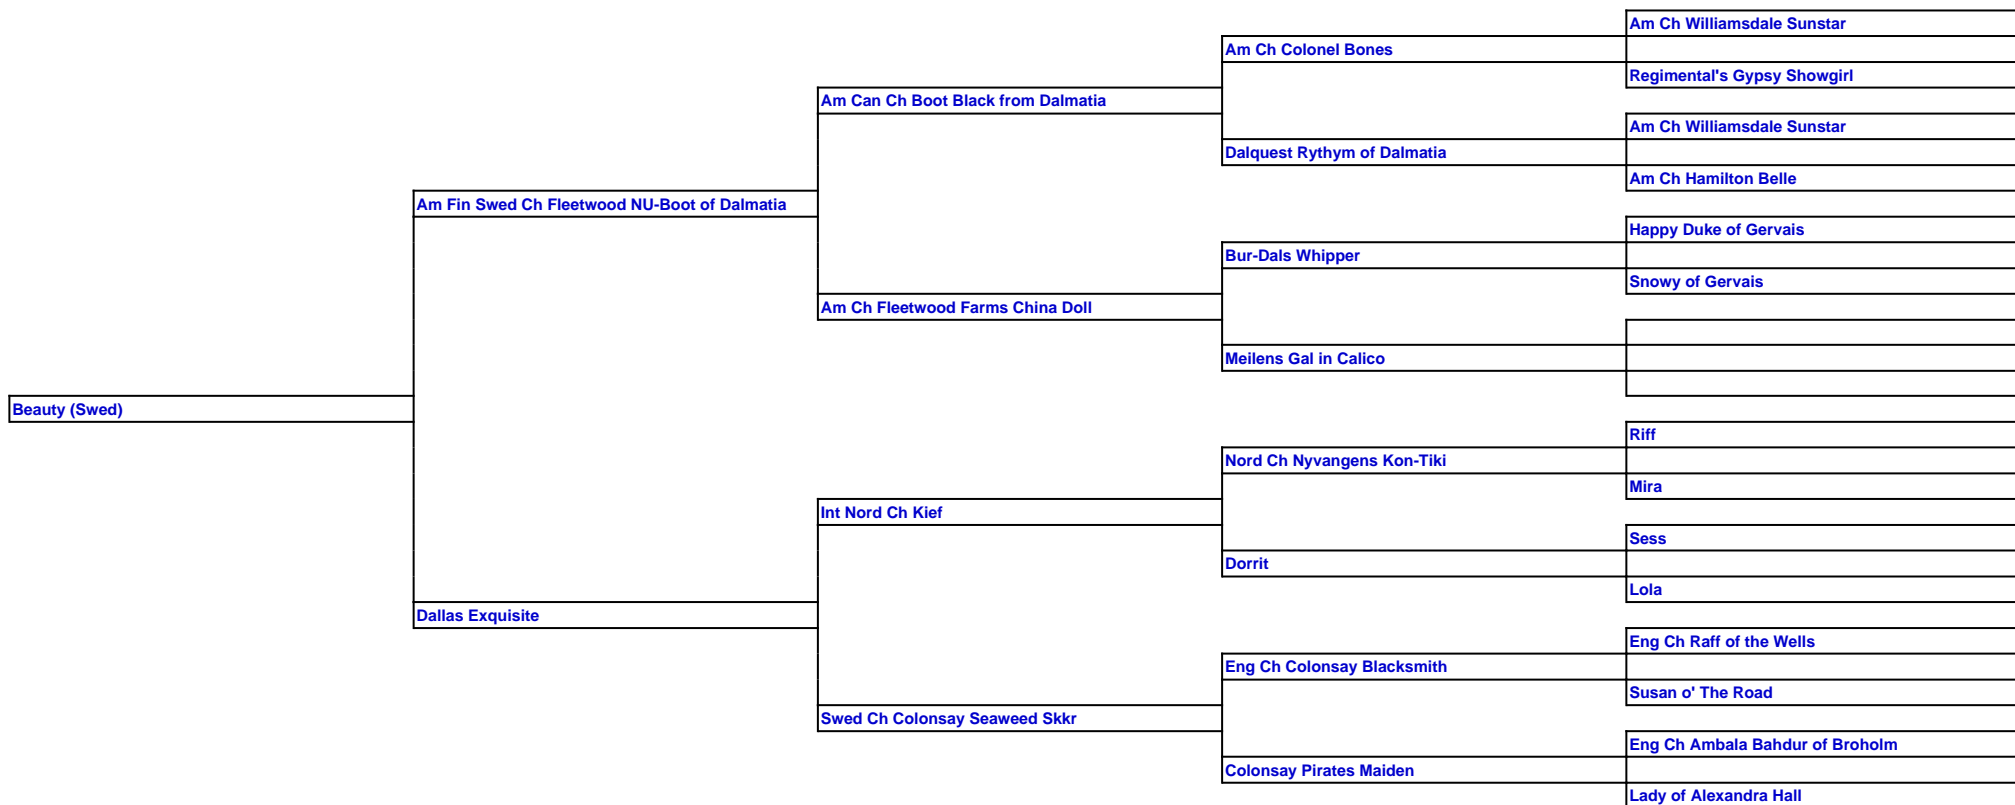 Am Ch Williamsdale Sunstar
Am Ch Colonel Bones
Regimental's Gypsy Showgirl
Am Can Ch Boot Black from Dalmatia
Am Ch Williamsdale Sunstar
Dalquest Rythym of Dalmatia
Am Ch Hamilton Belle
Am Fin Swed Ch Fleetwood NU-Boot of Dalmatia
Happy Duke of Gervais
Bur-Dals Whipper
Snowy of Gervais
Am Ch Fleetwood Farms China Doll
Meilens Gal in Calico
Beauty (Swed)
Riff
Nord Ch Nyvangens Kon-Tiki
Mira
Int Nord Ch Kief
Sess
Dorrit
Lola
Dallas Exquisite
Eng Ch Raff of the Wells
Eng Ch Colonsay Blacksmith
Susan o' The Road
Swed Ch Colonsay Seaweed Skkr
Eng Ch Ambala Bahdur of Broholm
Colonsay Pirates Maiden
Lady of Alexandra Hall